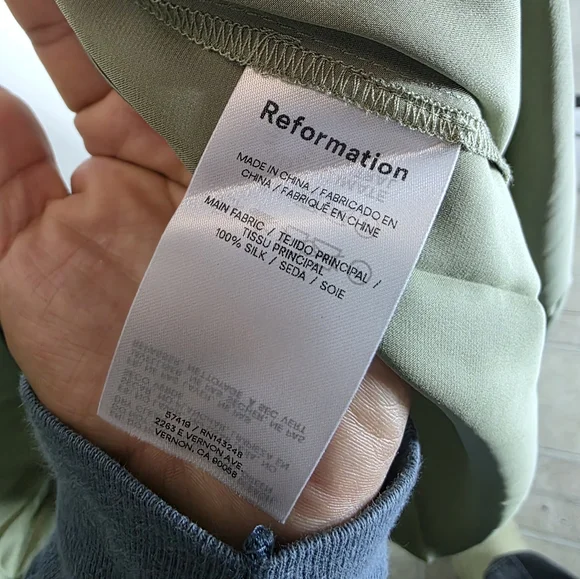 Reformation
MADE IN CHINA / FABRICADO EN
CHINA / FABRIQUÉ EN CHINE
MAIN FABRIC / TEJIDO PRINCIPAL /
TISSU PRINCIPAL
100% SILK / SEDA / SOIE
57419 / RN143248
2263 E VERNON AVE.
VERNON, CA 90058